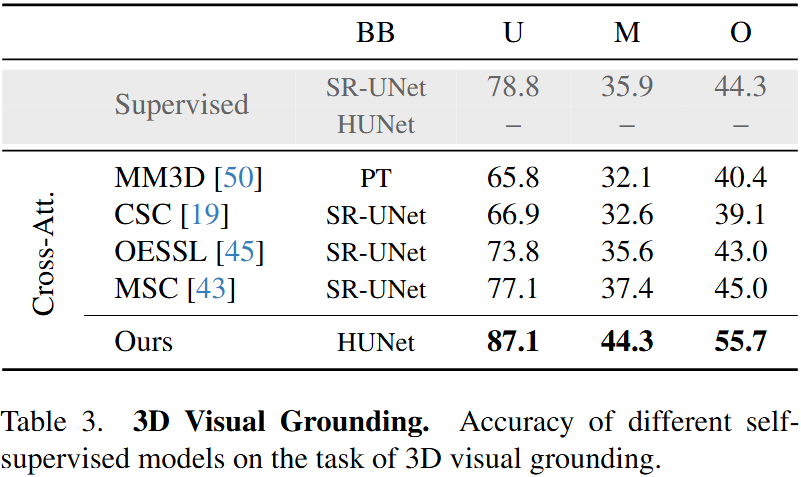 BB U M O
Supervised SR-UNet 78.8 35.9 44.3
HUNet – – –
Cross-Att.
MM3D [50] PT 65.8 32.1 40.4
CSC [19] SR-UNet 66.9 32.6 39.1
OESSL [45] SR-UNet 73.8 35.6 43.0
MSC [43] SR-UNet 77.1 37.4 45.0
Ours HUNet 87.1 44.3 55.7
Table 3. 3D Visual Grounding. Accuracy of different self-
supervised models on the task of 3D visual grounding.